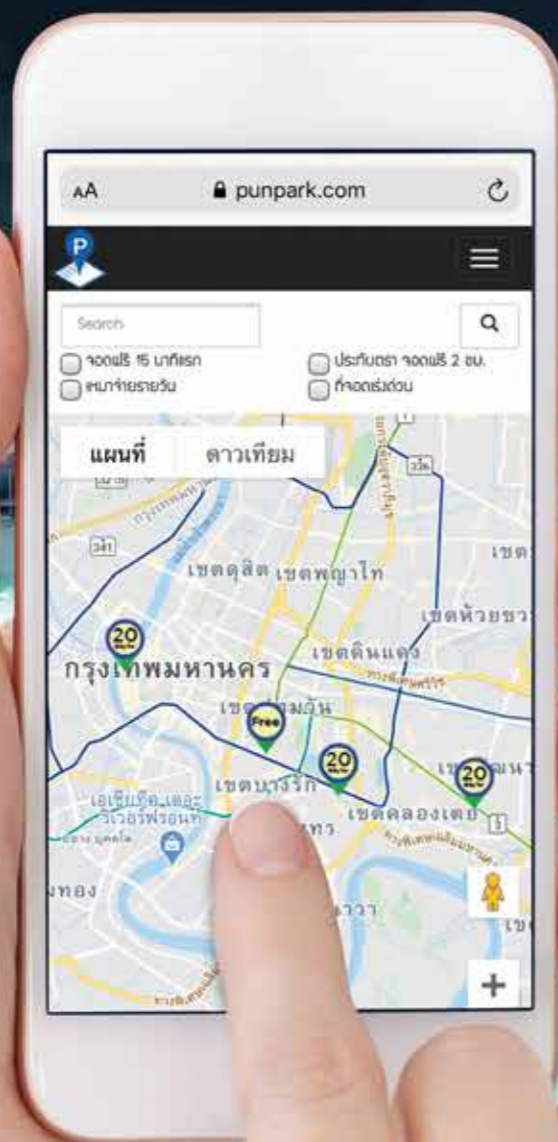 AA punpark.com
P
Search
จอดฟรี 15 นาทีแรก ประทับตรา จอดฟรี 2 ชม.
เหมาจ่ายรายวัน ที่จอดเร่งด่วน
แผนที่ ดาวเทียม
336
341
เขตดุสิต เขตพญาไท
เขตห้วยขว
20
เขตดินแดง
กรุงเทพมหานคร
Free
20
20
เขตบางรัก
เอเชียทีค เดอะ
ริเวอร์ฟร้อนท์
เขตคลองเตย
1
+